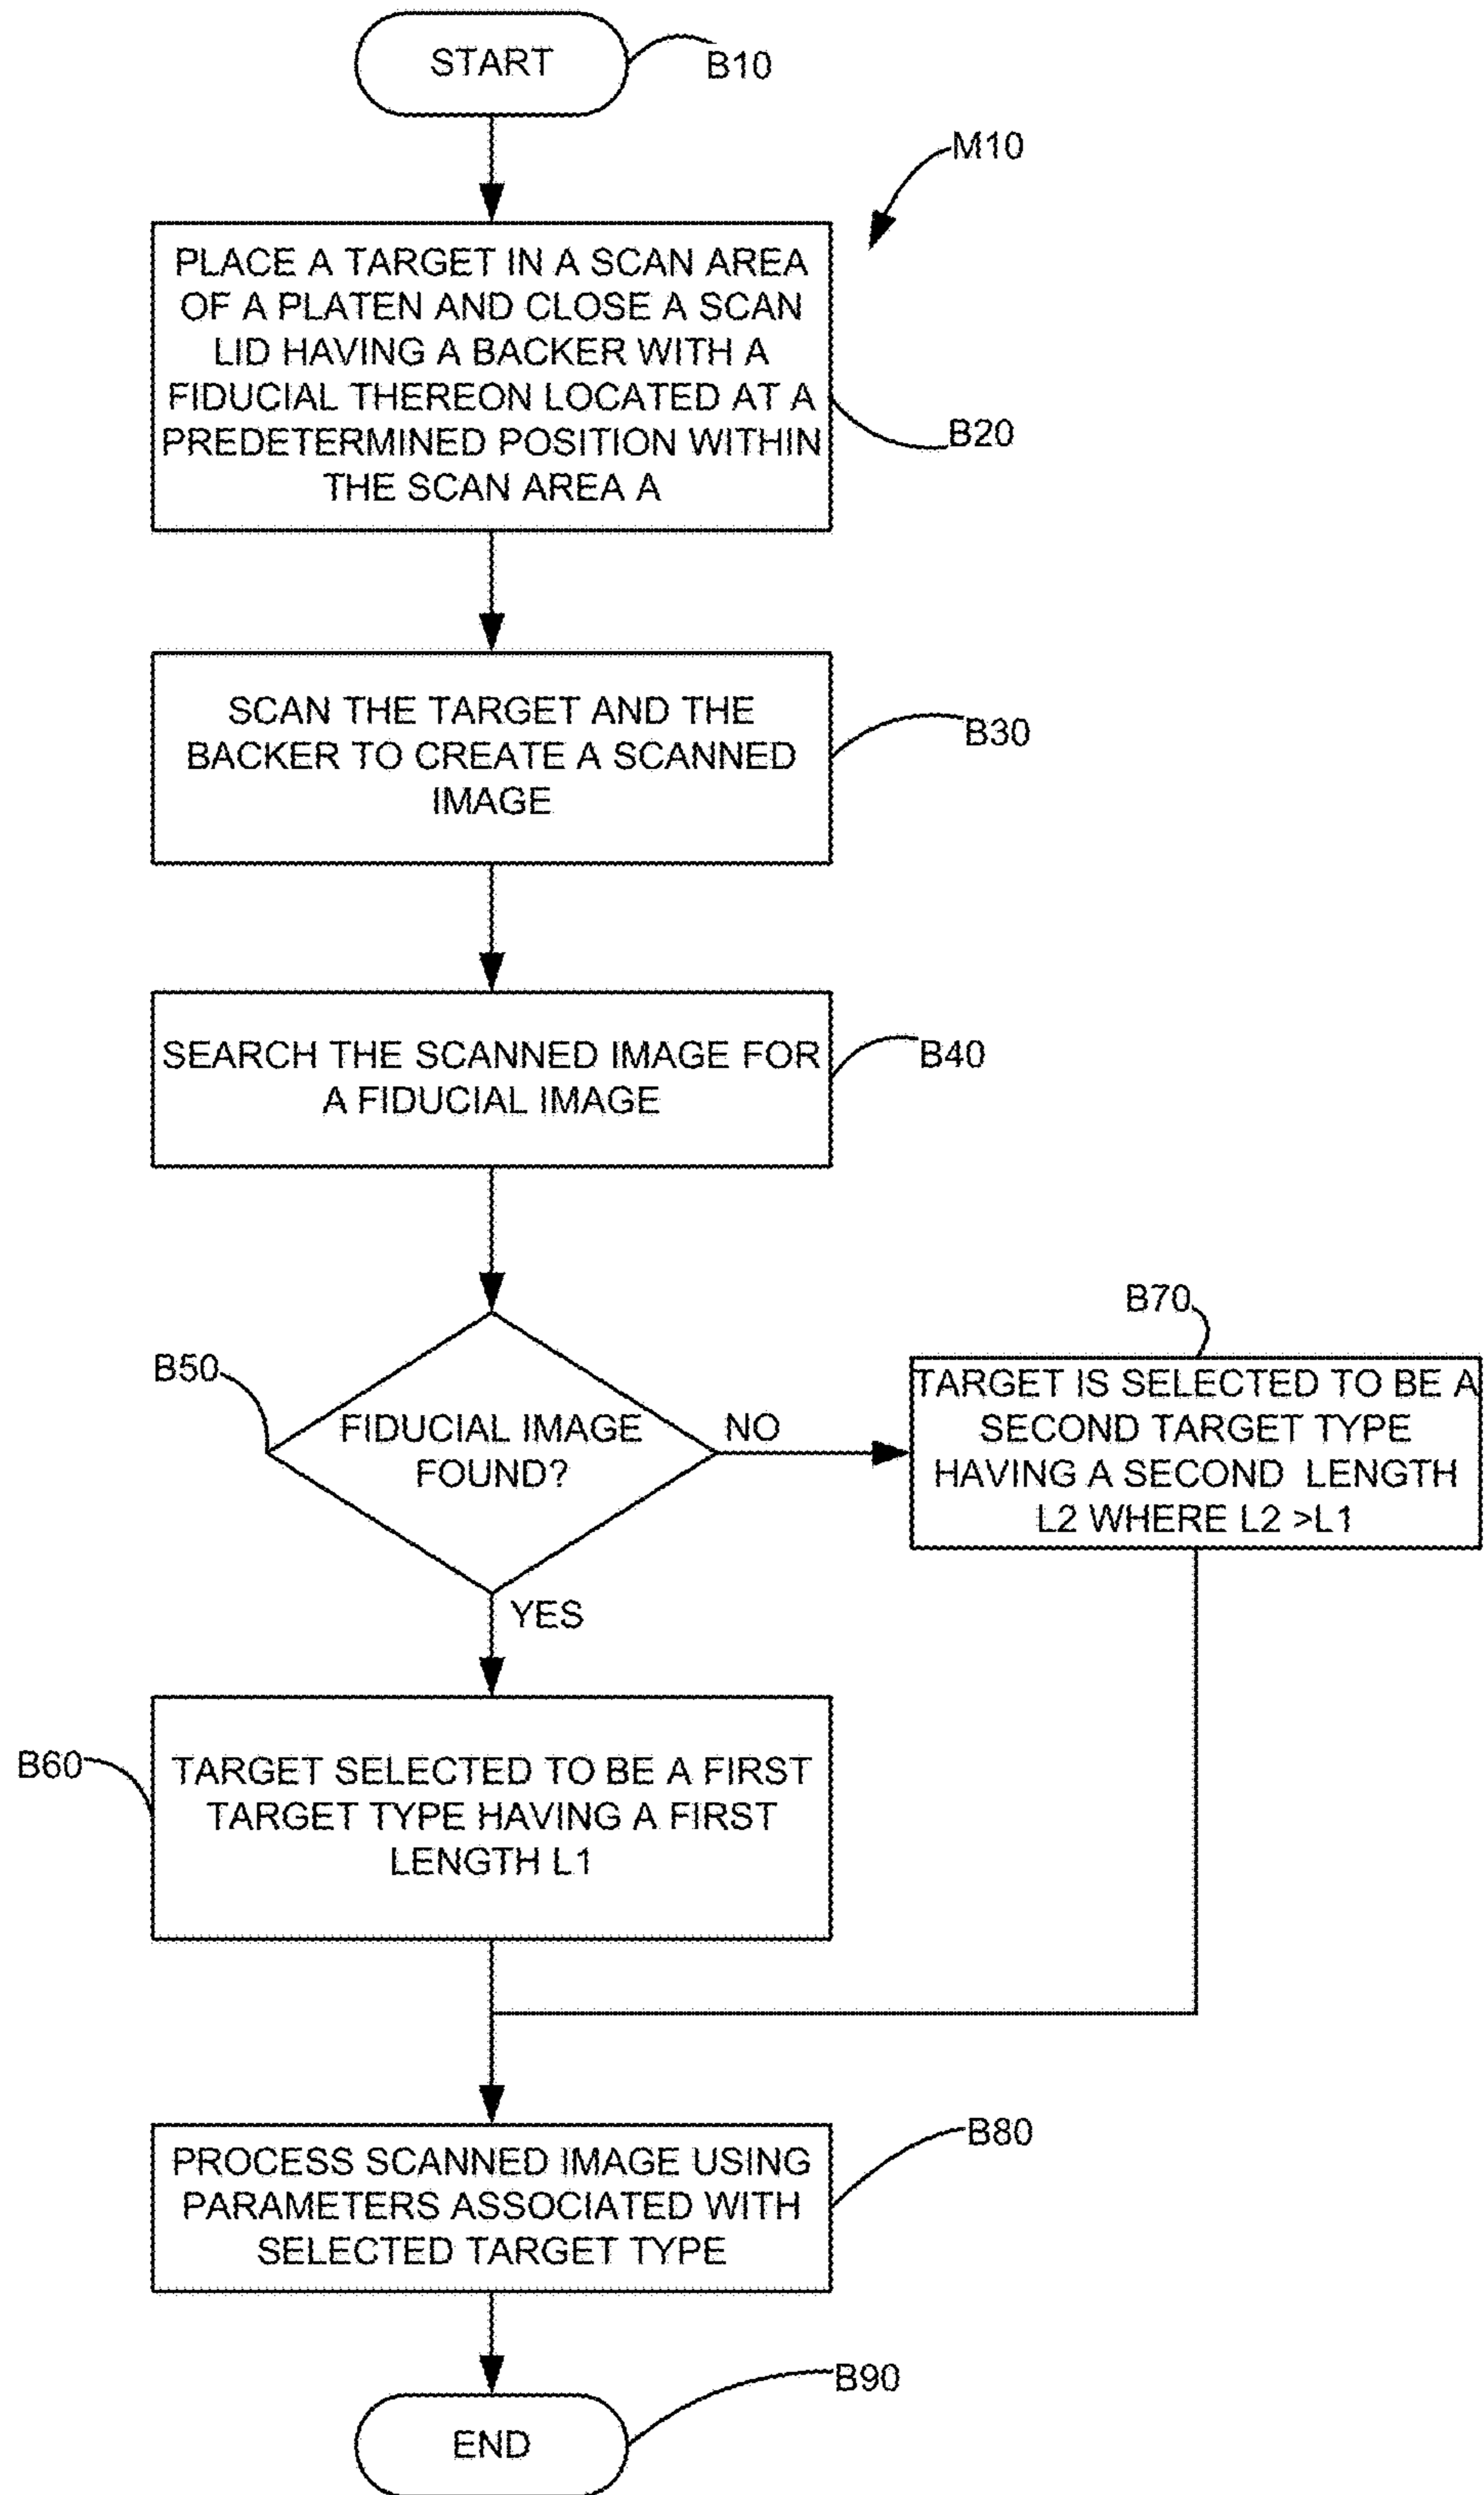 START
B10
M10
PLACE A TARGET IN A SCAN AREA
OF A PLATEN AND CLOSE A SCAN
LID HAVING A BACKER WITH A
FIDUCIAL THEREON LOCATED AT A
PREDETERMINED POSITION WITHIN
THE SCAN AREA A
B20
SCAN THE TARGET AND THE
BACKER TO CREATE A SCANNED
IMAGE
B30
SEARCH THE SCANNED IMAGE FOR
A FIDUCIAL IMAGE
B40
B50
FIDUCIAL IMAGE
FOUND?
NO
YES
B70
TARGET IS SELECTED TO BE A
SECOND TARGET TYPE
HAVING A SECOND LENGTH
L2 WHERE L2 >L1
B60
TARGET SELECTED TO BE A FIRST
TARGET TYPE HAVING A FIRST
LENGTH L1
PROCESS SCANNED IMAGE USING
PARAMETERS ASSOCIATED WITH
SELECTED TARGET TYPE
B80
END
B90